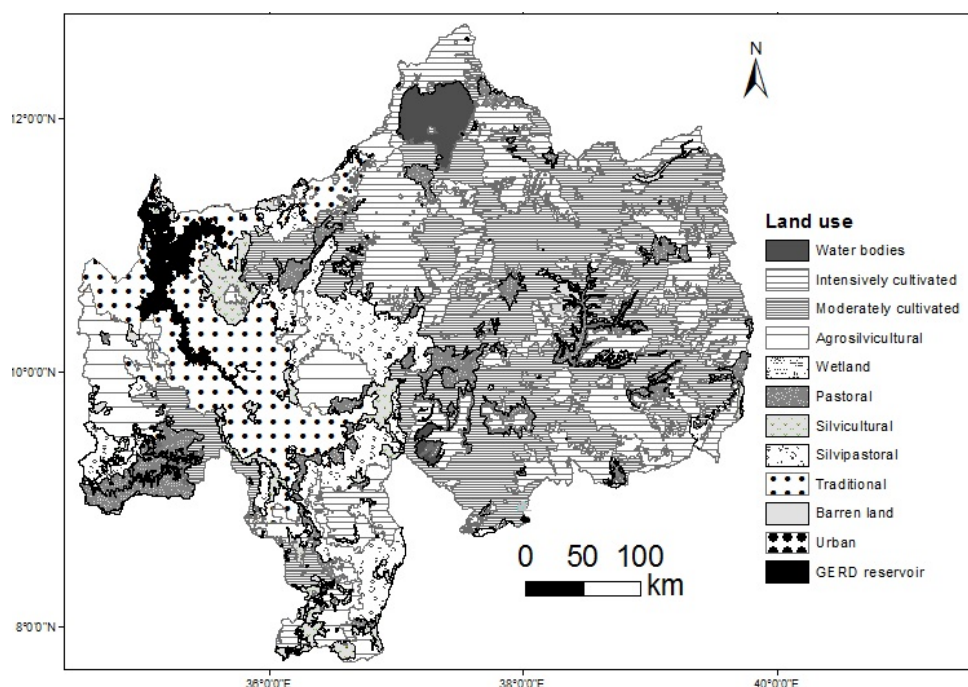 N
12°0'0"N
10°0'0"N
8°0'0"N
Land use
Water bodies
Intensively cultivated
Moderately cultivated
Agrosilvicultural
Wetland
Pastoral
Silvicultural
Silvipastoral
Traditional
Barren land
Urban
GERD reservoir
0 50 100
km
36°0'0"E 38°0'0"E 40°0'0"E